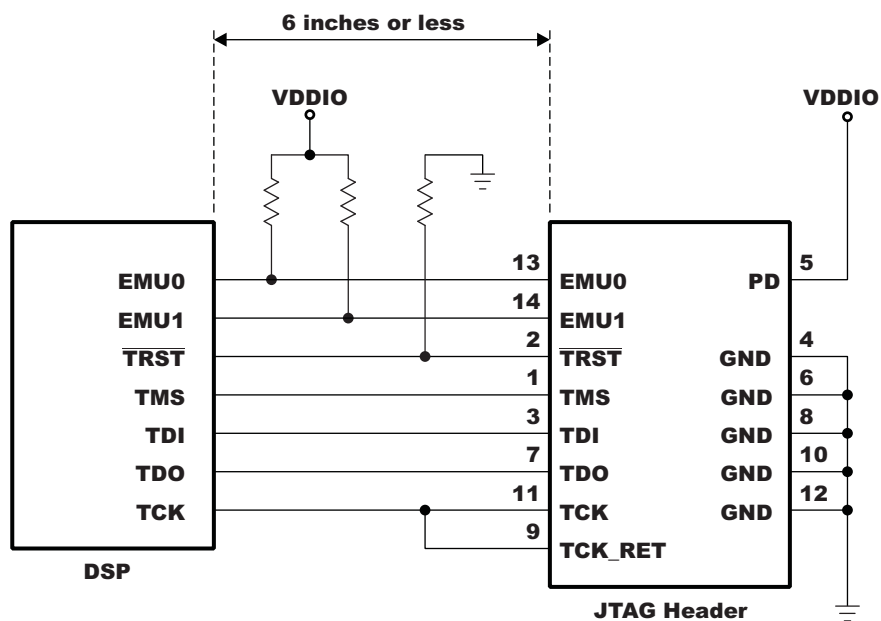 6 inches or less
VDDIO
VDDIO
13
5
EMU0
EMU0
PD
14
EMU1
EMU1
2
4
TRST
TRST
GND
1
6
TMS
TMS
GND
3
8
TDI
TDI
GND
7
10
TDO
TDO
GND
11
12
TCK
TCK
GND
9
TCK_RET
DSP
JTAG Header